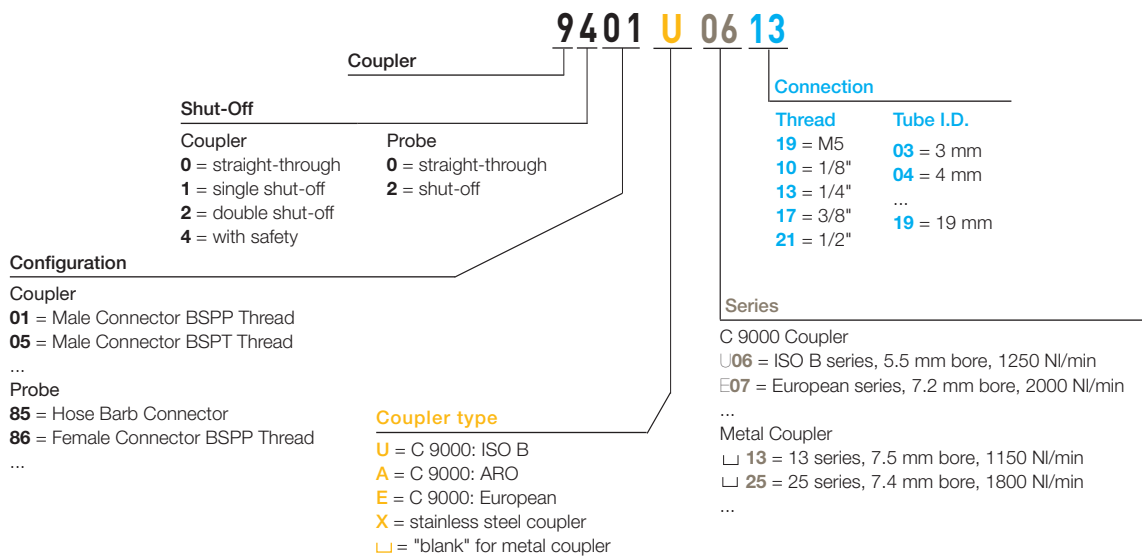 9401 U 06 13
Coupler
Shut-Off
Coupler
0 = straight-through
1 = single shut-off
2 = double shut-off
4 = with safety
Probe
0 = straight-through
2 = shut-off
Configuration
Coupler
01 = Male Connector BSPP Thread
05 = Male Connector BSPT Thread
...
Probe
85 = Hose Barb Connector
86 = Female Connector BSPP Thread
...
Coupler type
U = C 9000: ISO B
A = C 9000: ARO
E = C 9000: European
X = stainless steel coupler
⌴ = "blank" for metal coupler
Connection
Thread
19 = M5
10 = 1/8"
13 = 1/4"
17 = 3/8"
21 = 1/2"
Tube I.D.
03 = 3 mm
04 = 4 mm
...
19 = 19 mm
Series
C 9000 Coupler
U06 = ISO B series, 5.5 mm bore, 1250 Nl/min
E07 = European series, 7.2 mm bore, 2000 Nl/min
...
Metal Coupler
⌴ 13 = 13 series, 7.5 mm bore, 1150 Nl/min
⌴ 25 = 25 series, 7.4 mm bore, 1800 Nl/min
...